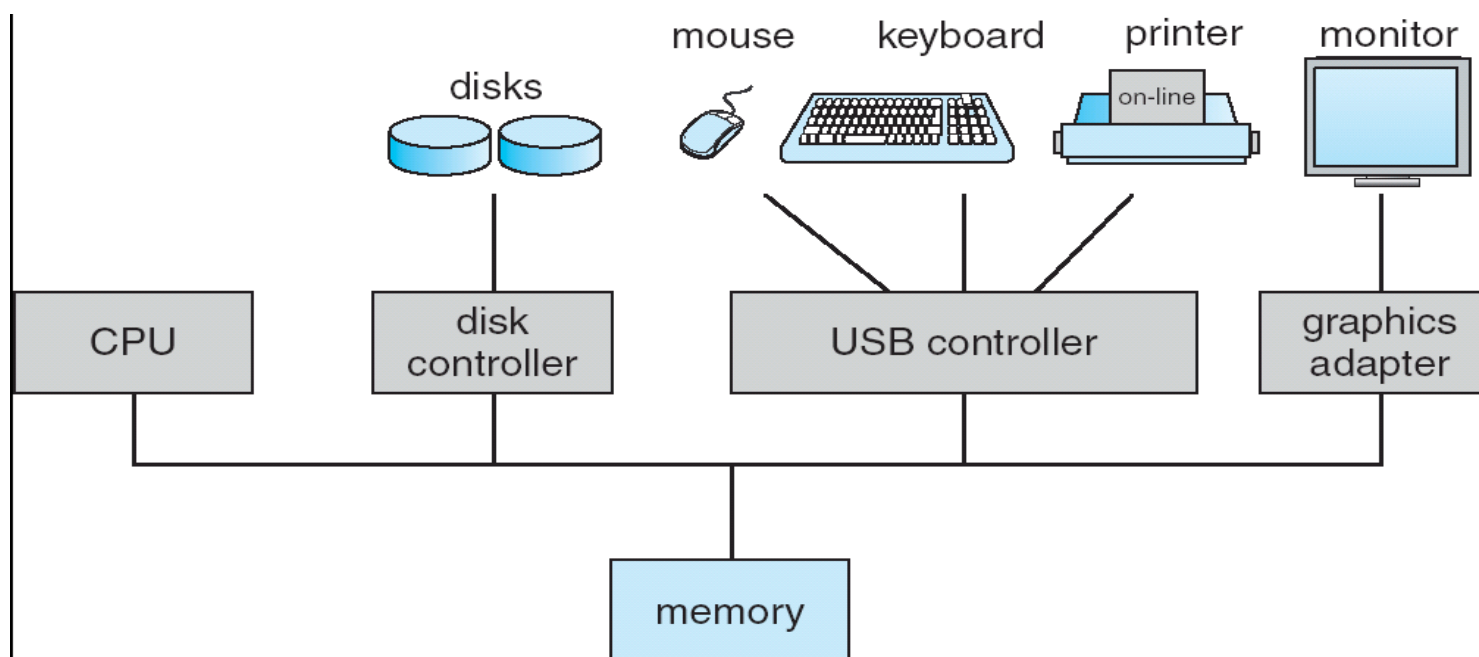 mouse
keyboard
printer
monitor
disks
on-line
CPU
disk
controller
USB controller
graphics
adapter
memory